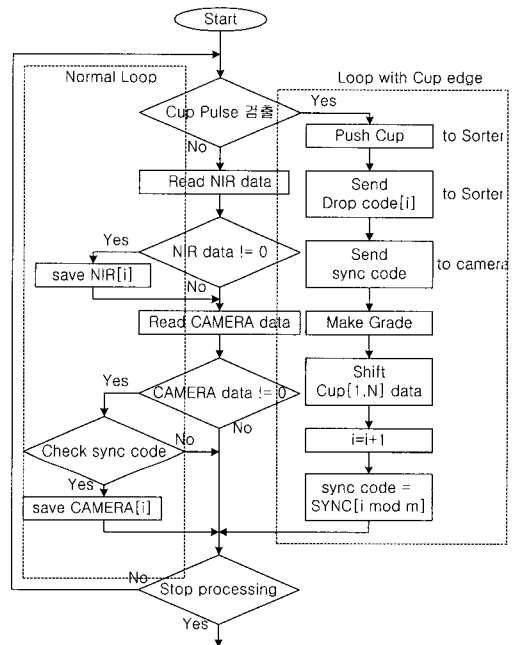 Start
Normal Loop
Loop with Cup edge
Cup Pulse 검출
Yes
No
Push Cup
to Sorter
Read NIR data
Send
Drop code[i]
to Sorter
NIR data != 0
Yes
No
save NIR[i]
Send
sync code
to camera
Read CAMERA data
Make Grade
CAMERA data != 0
Yes
No
Shift
Cup[1,N] data
Check sync code
No
Yes
i=i+1
save CAMERA[i]
sync code =
SYNC[i mod m]
Stop processing
No
Yes